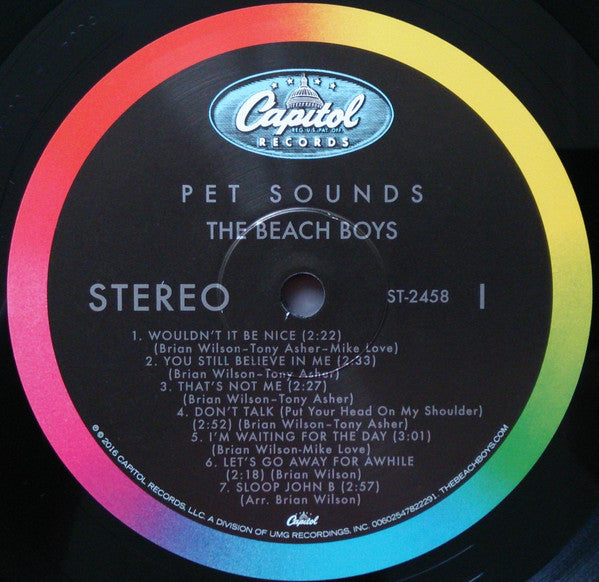 Capitol
REG. U.S. PAT. OFF.
RECORDS
PET SOUNDS
THE BEACH BOYS
STEREO
ST-2458 1
1. WOULDN'T IT BE NICE (2:22)
(Brian Wilson–Tony Asher–Mike Love)
2. YOU STILL BELIEVE IN ME (2:33)
(Brian Wilson–Tony Asher)
3. THAT'S NOT ME (2:27)
(Brian Wilson–Tony Asher)
4. DON'T TALK (Put Your Head On My Shoulder)
(2:52) (Brian Wilson–Tony Asher)
5. I'M WAITING FOR THE DAY (3:01)
(Brian Wilson-Mike Love)
6. LET'S GO AWAY FOR AWHILE
(2:18) (Brian Wilson)
7. SLOOP JOHN B (2:57)
(Arr. Brian Wilson)
Capitol
℗ © 2016 CAPITOL RECORDS, LLC. A DIVISION OF UMG RECORDINGS, INC. 00602547822291. THEBEACHBOYS.COM